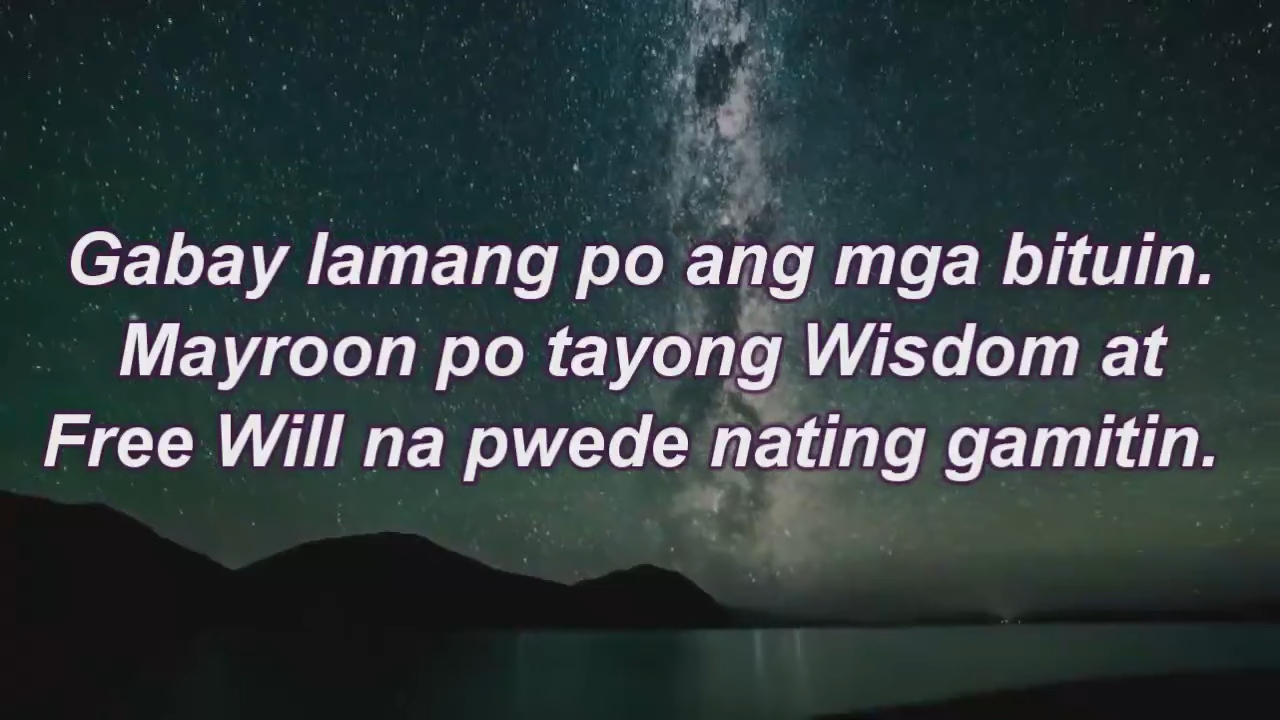 Gabay lamang po ang mga bituin.
Mayroon po tayong Wisdom at
Free Will na pwede nating gamitin.